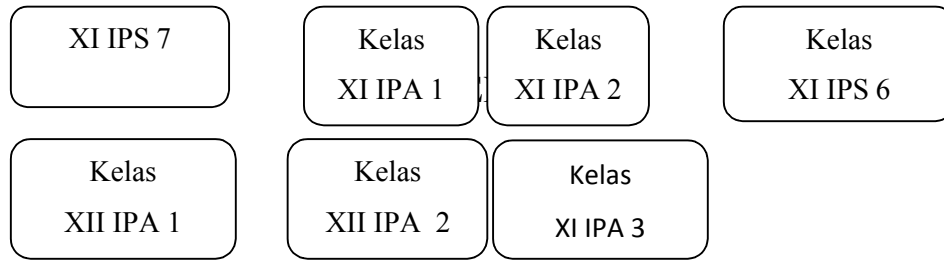 XI IPS 7
Kelas
XI IPA 1
Kelas
XI IPA 2
Kelas
XI IPS 6
Kelas
XII IPA 1
Kelas
XII IPA 2
Kelas
XI IPA 3